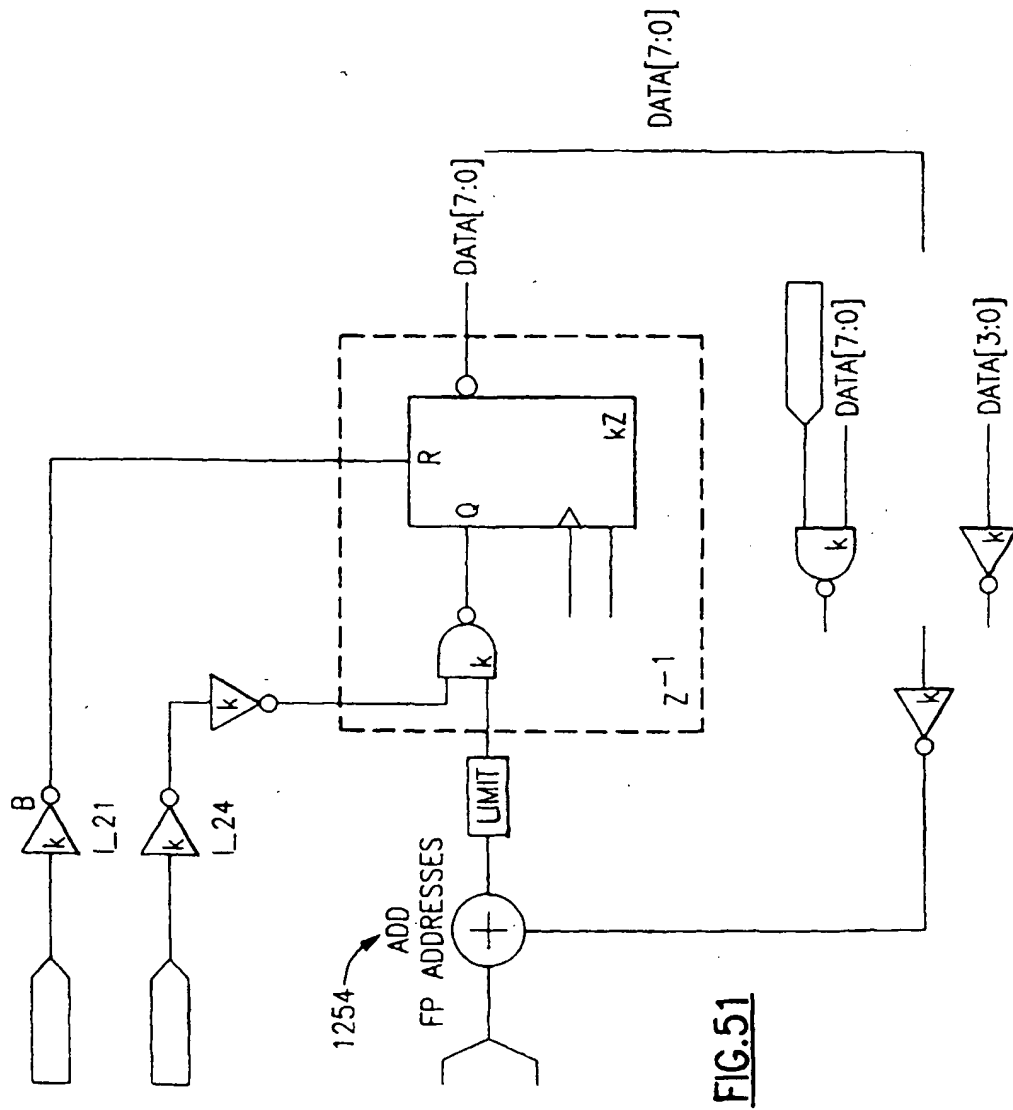 B
k
I_21
k
I_24
k
1254
ADD
FP ADDRESSES
+
LIMIT
k
Q
R
kZ
Z-1
DATA[7:0]
DATA[7:0]
k
DATA[7:0]
k
DATA[3:0]
k
FIG.51